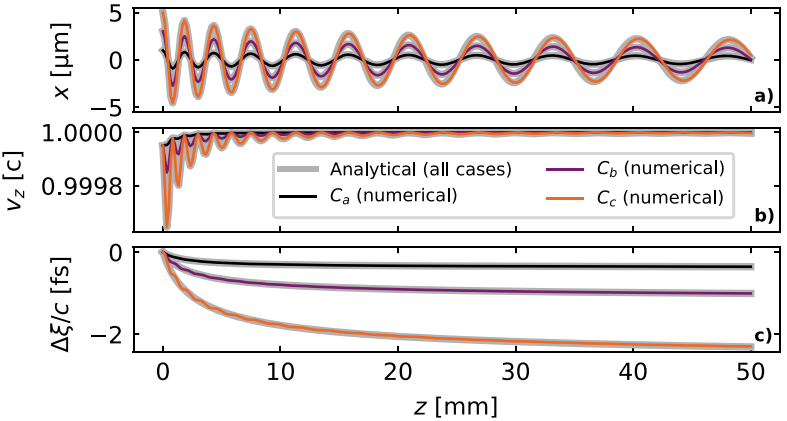 5
0
−5
x [μm]
a)
1.0000
0.9998
v_z [c]
Analytical (all cases)
C_a (numerical)
C_b (numerical)
C_c (numerical)
b)
0
−2
Δξ/c [fs]
c)
0 10 20 30 40 50
z [mm]